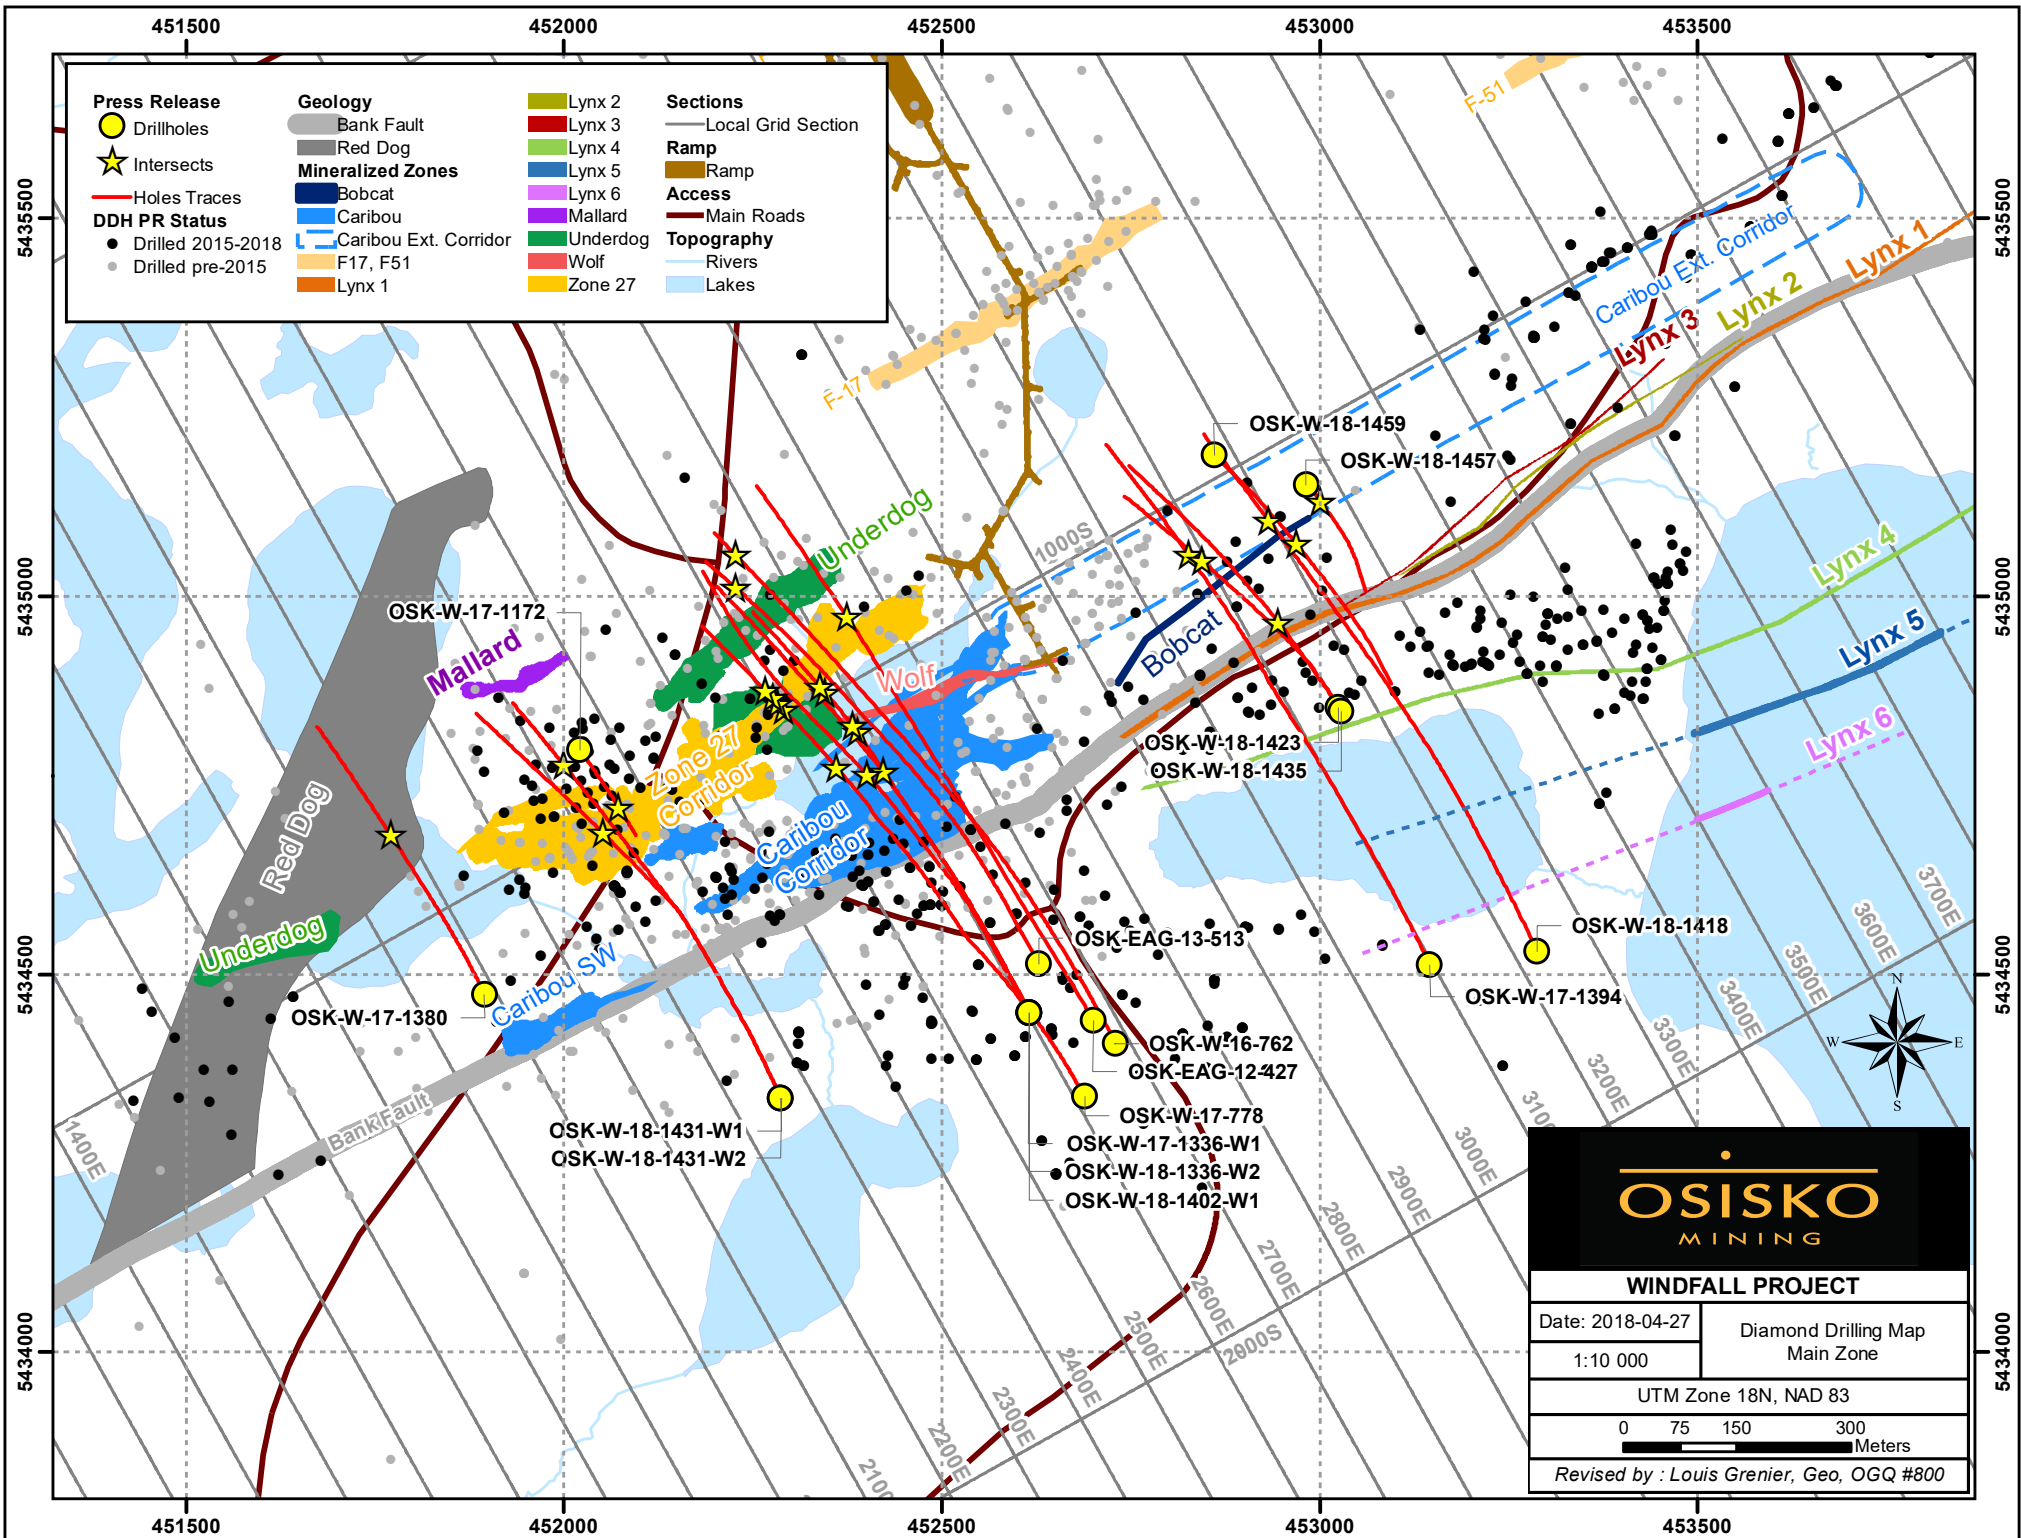 451500 452000 452500 453000 453500
Press Release
Drillholes
Intersects
Holes Traces
DDH PR Status
Drilled 2015-2018
Drilled pre-2015
Geology
Bank Fault
Red Dog
Mineralized Zones
Bobcat
Caribou
Caribou Ext. Corridor
F17, F51
Lynx 1
Lynx 2
Lynx 3
Lynx 4
Lynx 5
Lynx 6
Mallard
Underdog
Wolf
Zone 27
Sections
Local Grid Section
Ramp
Ramp
Access
Main Roads
Topography
Rivers
Lakes
F-51
5435500
5435500
Caribou Ext. Corridor
Lynx 1
Lynx 2
Lynx 3
F-17
OSK-W-18-1459
OSK-W-18-1457
Underdog
1000S
Lynx 4
5435000
5435000
OSK-W-17-1172
Mallard
Bobcat
Lynx 5
Wolf
Lynx 6
OSK-W-18-1423
OSK-W-18-1435
Zone 27
Corridor
Caribou
Corridor
Red Dog
Underdog
OSK-EAG-13-513
OSK-W-18-1418
OSK-W-17-1394
5434500
5434500
Caribou SW
OSK-W-17-1380
OSK-W-16-762
OSK-EAG-12-427
OSK-W-17-778
OSK-W-17-1336-W1
OSK-W-18-1336-W2
OSK-W-18-1402-W1
OSK-W-18-1431-W1
OSK-W-18-1431-W2
Bank Fault
1400E
3700E
3600E
3500E
3400E
3300E
3200E
3100
3000E
2900E
2800E
2700E
2600E
2500E
2400E
2300E
2200E
2100
2000S
N
W E
S
5434000
5434000
OSISKO
MINING
WINDFALL PROJECT
Date: 2018-04-27
1:10 000
Diamond Drilling Map
Main Zone
UTM Zone 18N, NAD 83
0 75 150 300
Meters
Revised by : Louis Grenier, Geo, OGQ #800
451500 452000 452500 453000 453500